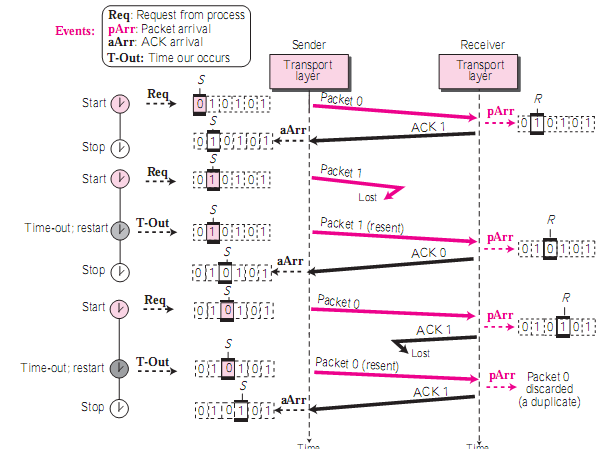 Events:
Req: Request from process
pArr: Packet arrival
aArr: ACK arrival
T-Out: Time our occurs
Sender
Receiver
Transport layer
Transport layer
Start
Req
S
0 1 0 1 0 1
Packet 0
pArr
R
0 1 0 1 0 1
Stop
S
0 1 0 1 0 1
aArr
ACK 1
Start
Req
S
0 1 0 1 0 1
Packet 1
Lost
Time-out; restart
T-Out
S
0 1 0 1 0 1
Packet 1 (resent)
pArr
R
0 1 0 1 0 1
Stop
S
0 1 0 1 0 1
aArr
ACK 0
Start
Req
S
0 1 0 1 0 1
Packet 0
pArr
R
0 1 0 1 0 1
ACK 1
Lost
Time-out; restart
T-Out
S
0 1 0 1 0 1
Packet 0 (resent)
pArr
Packet 0
discarded
(a duplicate)
Stop
S
0 1 0 1 0 1
aArr
ACK 1
Time
Time